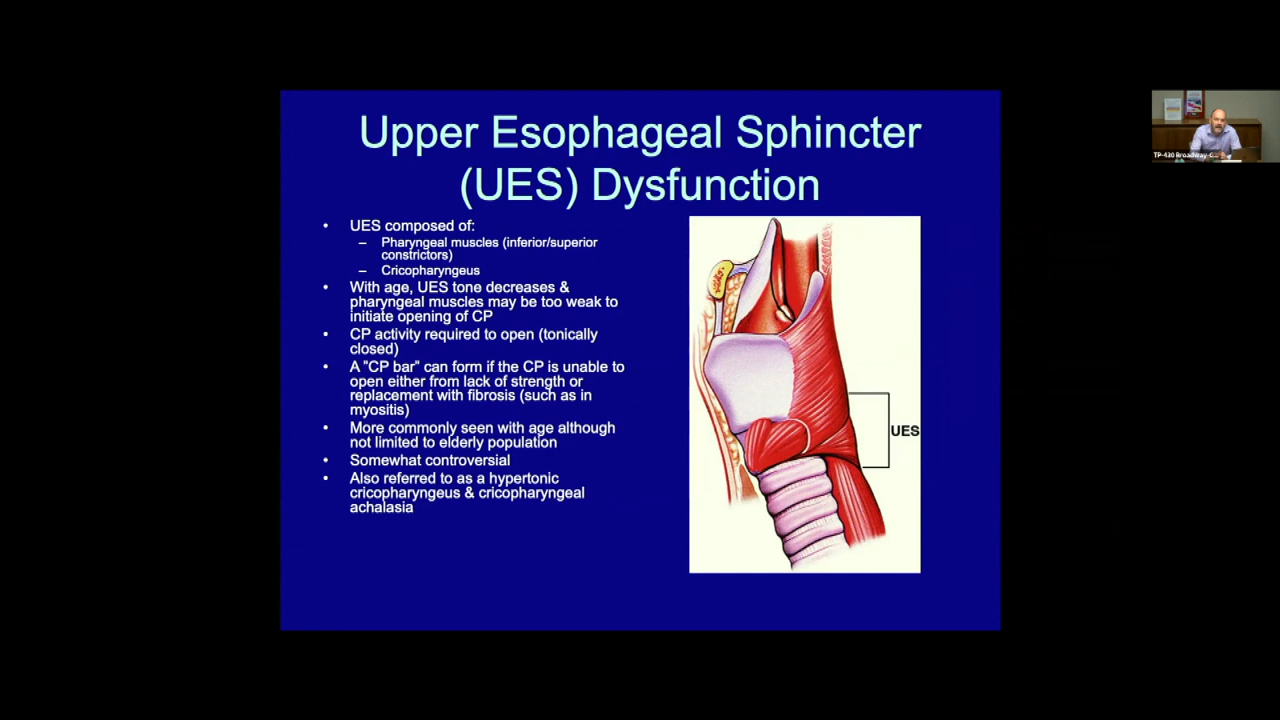 Upper Esophageal Sphincter
(UES) Dysfunction
• UES composed of:
– Pharyngeal muscles (inferior/superior
constrictors)
– Cricopharyngeus
• With age, UES tone decreases &
pharyngeal muscles may be too weak to
initiate opening of CP
• CP activity required to open (tonically
closed)
• A "CP bar" can form if the CP is unable to
open either from lack of strength or
replacement with fibrosis (such as in
myositis)
• More commonly seen with age although
not limited to elderly population
• Somewhat controversial
• Also referred to as a hypertonic
cricopharyngeus & cricopharyngeal
achalasia
UES
TP-430 Broadway-C...